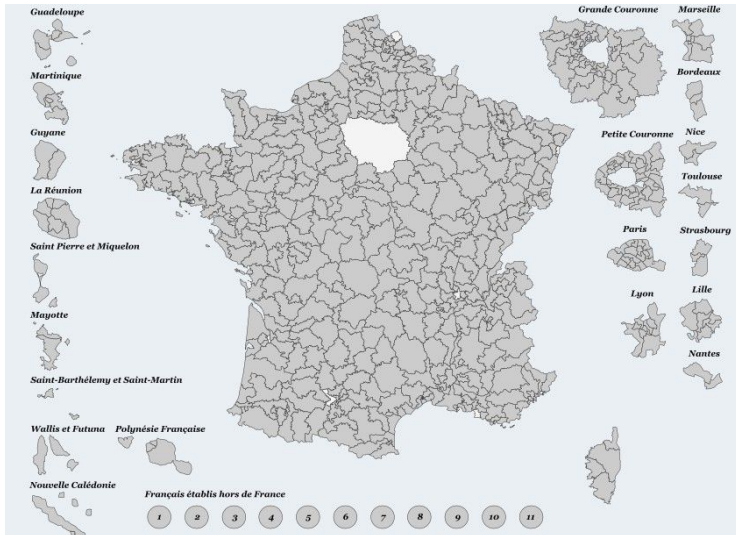 Guadeloupe
Martinique
Guyane
La Réunion
Saint Pierre et Miquelon
Mayotte
Saint-Barthélemy et Saint-Martin
Wallis et Futuna
Polynésie Française
Nouvelle Calédonie
Français établis hors de France
1 2 3 4 5 6 7 8 9 10 11
Grande Couronne
Marseille
Bordeaux
Petite Couronne
Nice
Toulouse
Paris
Strasbourg
Lyon
Lille
Nantes